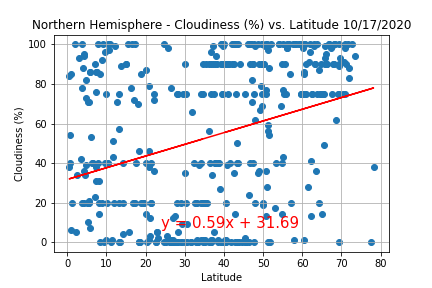 Northern Hemisphere - Cloudiness (%) vs. Latitude 10/17/2020
Cloudiness (%)
100
80
60
40
20
0
y = 0.59x + 31.69
0 10 20 30 40 50 60 70 80
Latitude